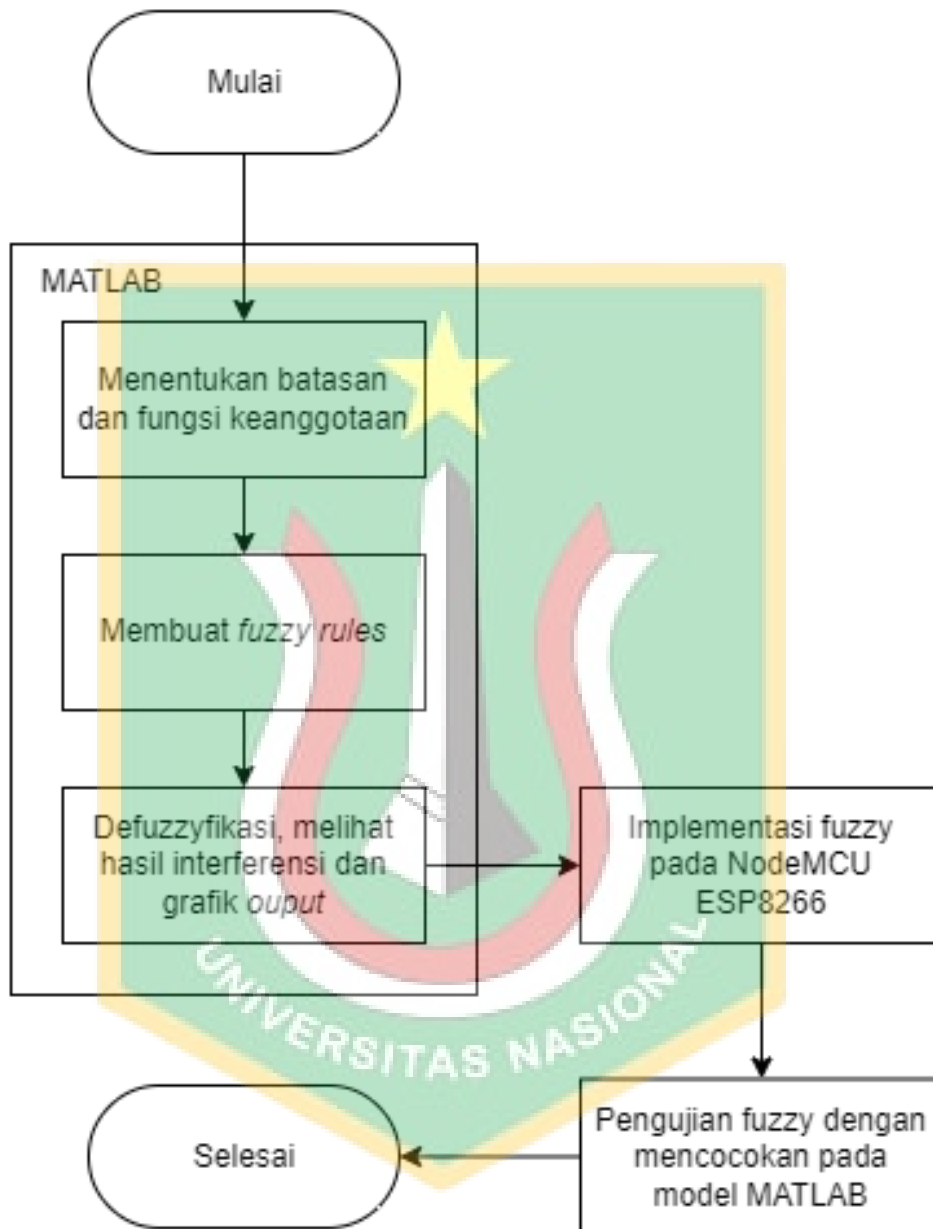 Mulai
MATLAB
Menentukan batasan
dan fungsi keanggotaan
Membuat fuzzy rules
Defuzzyfikasi, melihat
hasil interferensi dan
grafik ouput
Implementasi fuzzy
pada NodeMCU
ESP8266
UNIVERSITAS NASIONAL
Pengujian fuzzy dengan
mencocokan pada
model MATLAB
Selesai